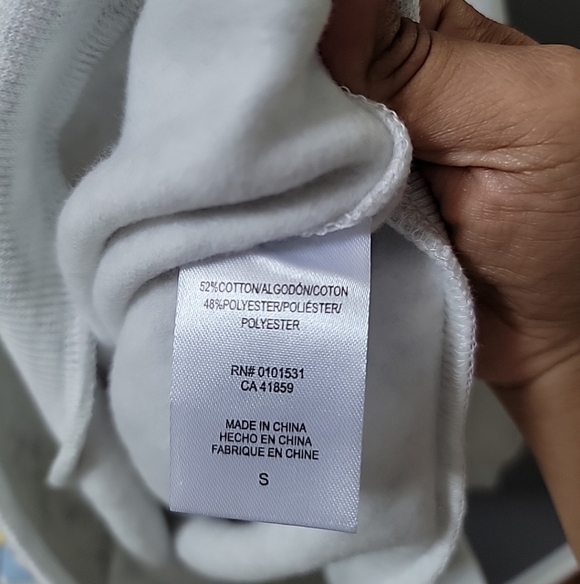 52%COTTON/ALGODÓN/COTON
48%POLYESTER/POLIÉSTER/
POLYESTER
RN# 0101531
CA 41859
MADE IN CHINA
HECHO EN CHINA
FABRIQUE EN CHINE
S